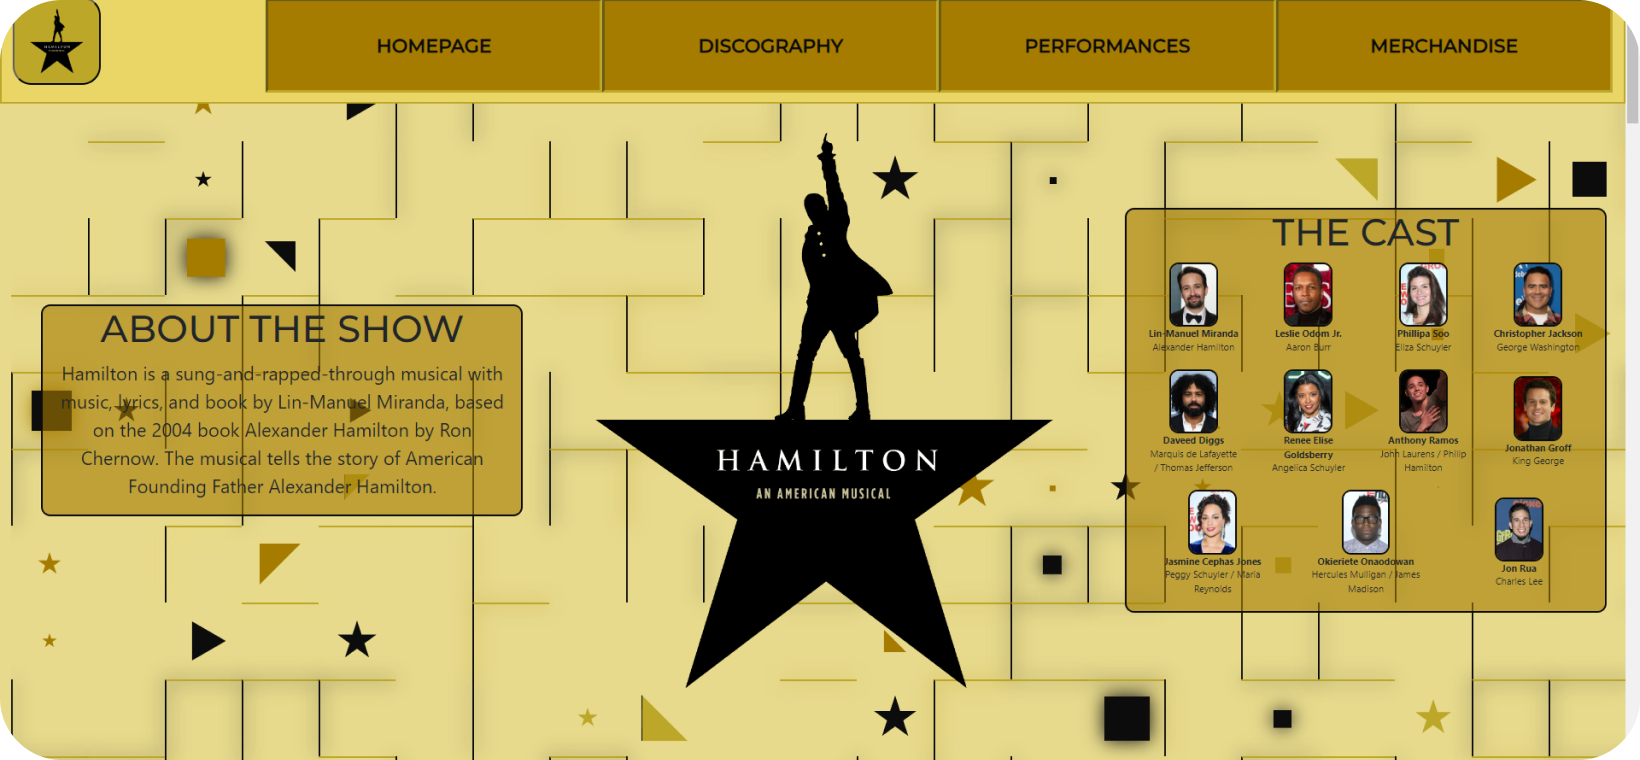 HOMEPAGE
DISCOGRAPHY
PERFORMANCES
MERCHANDISE
ABOUT THE SHOW
Hamilton is a sung-and-rapped-through musical with
music, lyrics, and book by Lin-Manuel Miranda, based
on the 2004 book Alexander Hamilton by Ron
Chernow. The musical tells the story of American
Founding Father Alexander Hamilton.
HAMILTON
AN AMERICAN MUSICAL
THE CAST
Lin-Manuel Miranda
Alexander Hamilton
Leslie Odom Jr.
Aaron Burr
Phillipa Soo
Eliza Schuyler
Christopher Jackson
George Washington
Daveed Diggs
Marquis de Lafayette
/ Thomas Jefferson
Renee Elise
Goldsberry
Angelica Schuyler
Anthony Ramos
John Laurens / Philip
Hamilton
Jonathan Groff
King George
Jasmine Cephas Jones
Peggy Schuyler / Maria
Reynolds
Okieriete Onaodowan
Hercules Mulligan / James
Madison
Jon Rua
Charles Lee